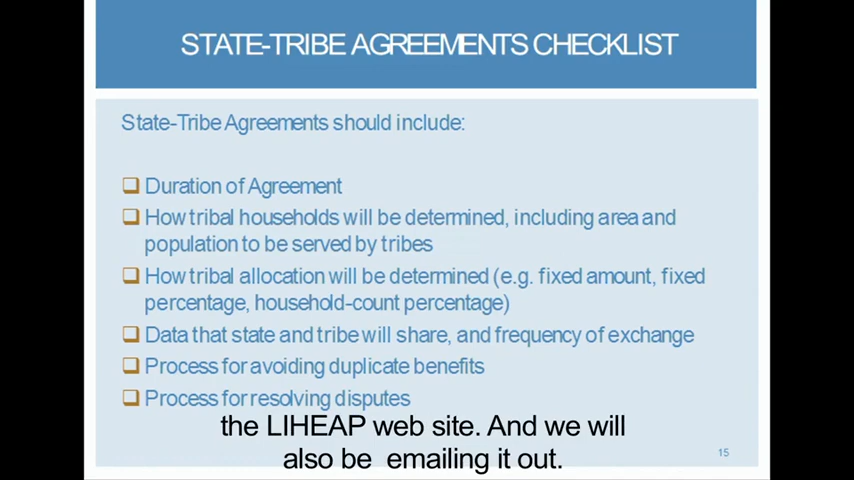 STATE-TRIBE AGREEMENTS CHECKLIST
State-Tribe Agreements should include:
Duration of Agreement
How tribal households will be determined, including area and
population to be served by tribes
How tribal allocation will be determined (e.g. fixed amount, fixed
percentage, household-count percentage)
Data that state and tribe will share, and frequency of exchange
Process for avoiding duplicate benefits
Process for resolving disputes
the LIHEAP web site. And we will
also be emailing it out.
15